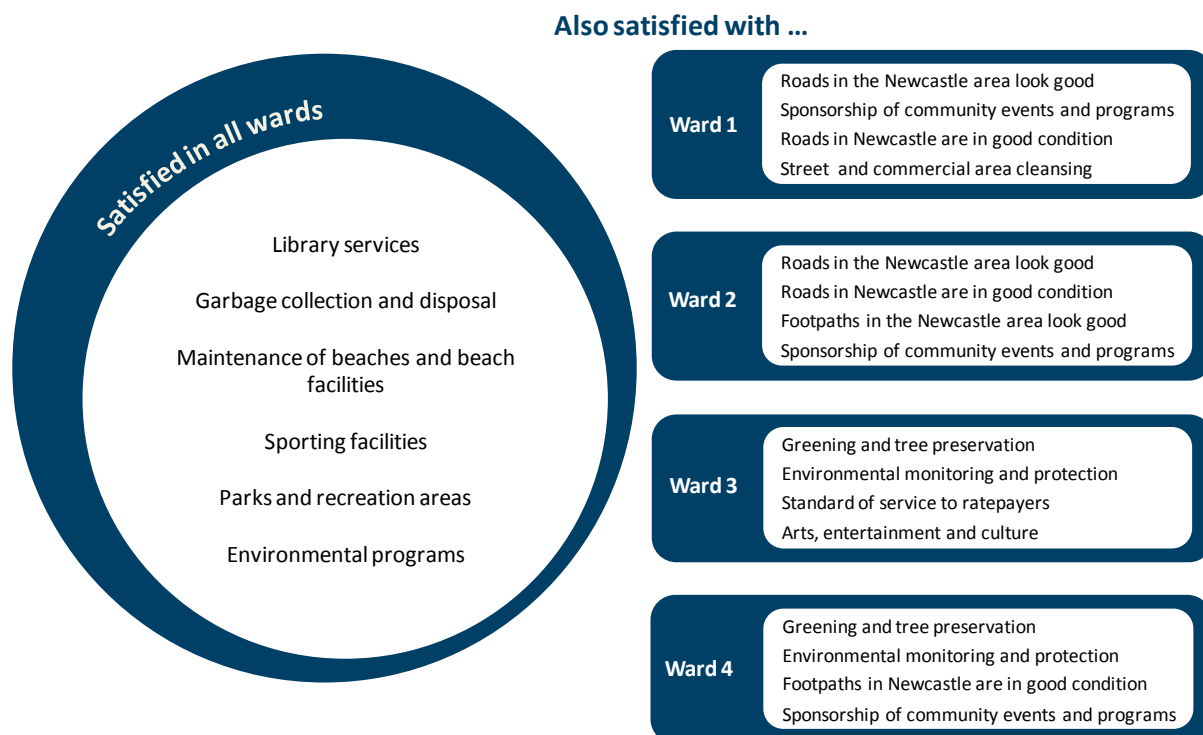 Also satisfied with …
Satisfied in all wards
Library services
Garbage collection and disposal
Maintenance of beaches and beach
facilities
Sporting facilities
Parks and recreation areas
Environmental programs
Ward 1
Roads in the Newcastle area look good
Sponsorship of community events and programs
Roads in Newcastle are in good condition
Street and commercial area cleansing
Ward 2
Roads in the Newcastle area look good
Roads in Newcastle are in good condition
Footpaths in the Newcastle area look good
Sponsorship of community events and programs
Ward 3
Greening and tree preservation
Environmental monitoring and protection
Standard of service to ratepayers
Arts, entertainment and culture
Ward 4
Greening and tree preservation
Environmental monitoring and protection
Footpaths in Newcastle are in good condition
Sponsorship of community events and programs